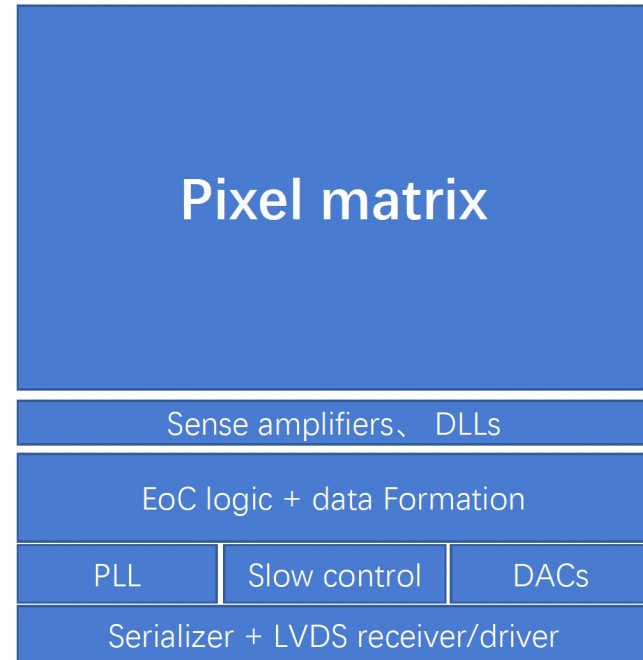 Pixel matrix
Sense amplifiers、 DLLs
EoC logic + data Formation
PLL
Slow control
DACs
Serializer + LVDS receiver/driver